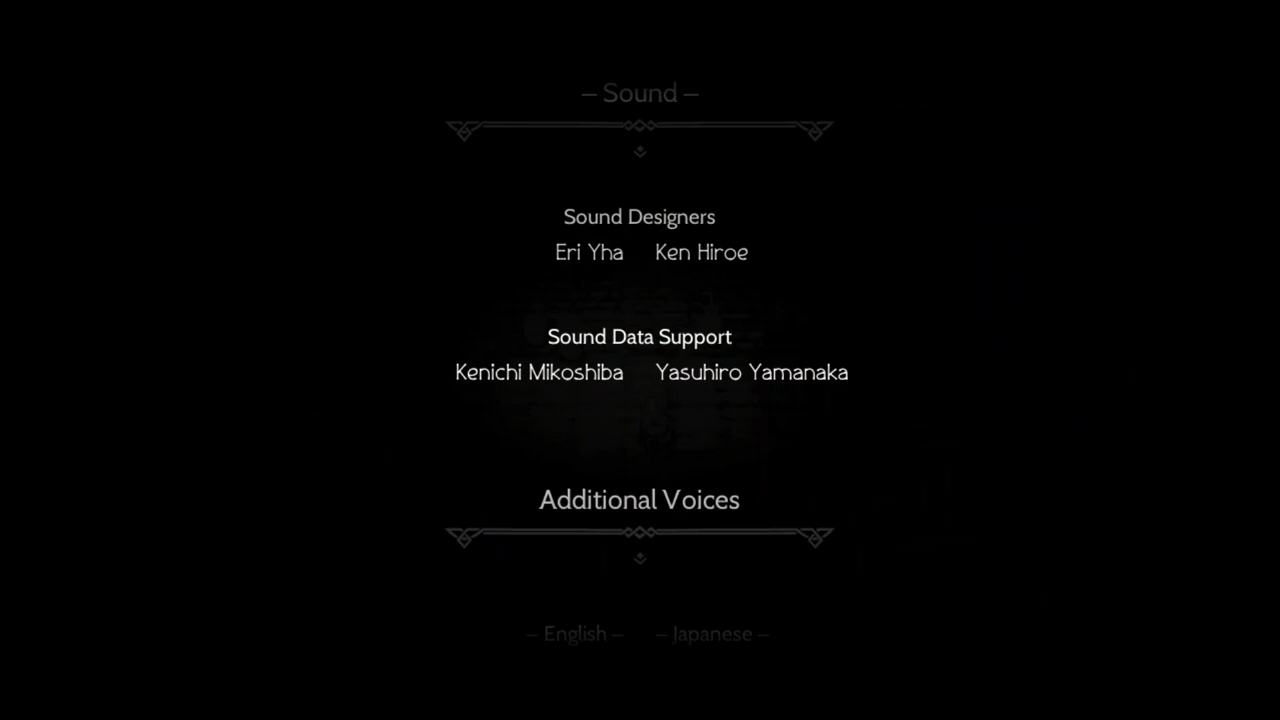 – Sound –
Sound Designers
Eri Yha Ken Hiroe
Sound Data Support
Kenichi Mikoshiba Yasuhiro Yamanaka
Additional Voices
– English – – Japanese –